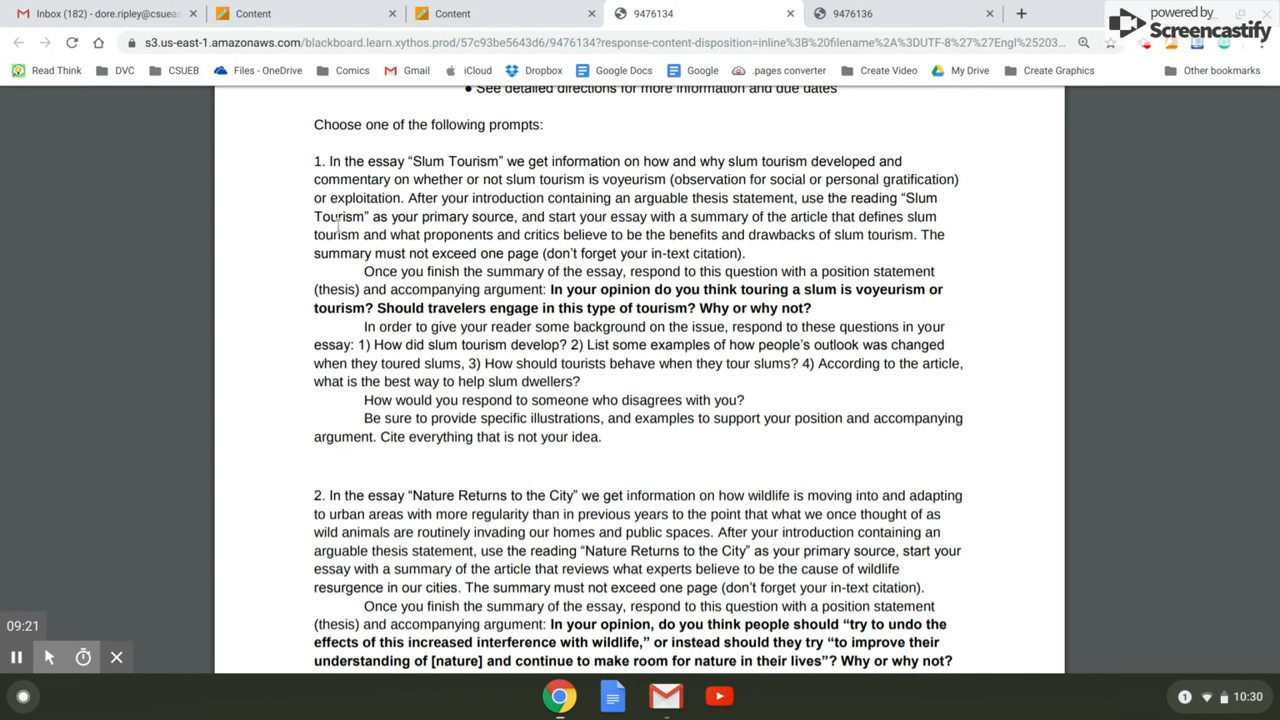 Inbox (182) - dore.ripley@csueas
Content
Content
9476134
9476136
powered by
Screencastify
s3.us-east-1.amazonaws.com/blackboard.learn.xythos.prod/57c93be56dfd6/9476134?response-content-disposition=inline%3B%20filename%2A%3DUTF-8%27%27Engl%25203...
Read Think
DVC
CSUEB
Files - OneDrive
Comics
Gmail
iCloud
Dropbox
Google Docs
Google
.pages converter
Create Video
My Drive
Create Graphics
Other bookmarks
● See detailed directions for more information and due dates
Choose one of the following prompts:
1. In the essay “Slum Tourism” we get information on how and why slum tourism developed and
commentary on whether or not slum tourism is voyeurism (observation for social or personal gratification)
or exploitation. After your introduction containing an arguable thesis statement, use the reading “Slum
Tourism” as your primary source, and start your essay with a summary of the article that defines slum
tourism and what proponents and critics believe to be the benefits and drawbacks of slum tourism. The
summary must not exceed one page (don’t forget your in-text citation).
Once you finish the summary of the essay, respond to this question with a position statement
(thesis) and accompanying argument: In your opinion do you think touring a slum is voyeurism or
tourism? Should travelers engage in this type of tourism? Why or why not?
In order to give your reader some background on the issue, respond to these questions in your
essay: 1) How did slum tourism develop? 2) List some examples of how people’s outlook was changed
when they toured slums, 3) How should tourists behave when they tour slums? 4) According to the article,
what is the best way to help slum dwellers?
How would you respond to someone who disagrees with you?
Be sure to provide specific illustrations, and examples to support your position and accompanying
argument. Cite everything that is not your idea.
2. In the essay “Nature Returns to the City” we get information on how wildlife is moving into and adapting
to urban areas with more regularity than in previous years to the point that what we once thought of as
wild animals are routinely invading our homes and public spaces. After your introduction containing an
arguable thesis statement, use the reading “Nature Returns to the City” as your primary source, start your
essay with a summary of the article that reviews what experts believe to be the cause of wildlife
resurgence in our cities. The summary must not exceed one page (don’t forget your in-text citation).
Once you finish the summary of the essay, respond to this question with a position statement
(thesis) and accompanying argument: In your opinion, do you think people should “try to undo the
effects of this increased interference with wildlife,” or instead should they try “to improve their
understanding of [nature] and continue to make room for nature in their lives”? Why or why not?
09:21
1
10:30